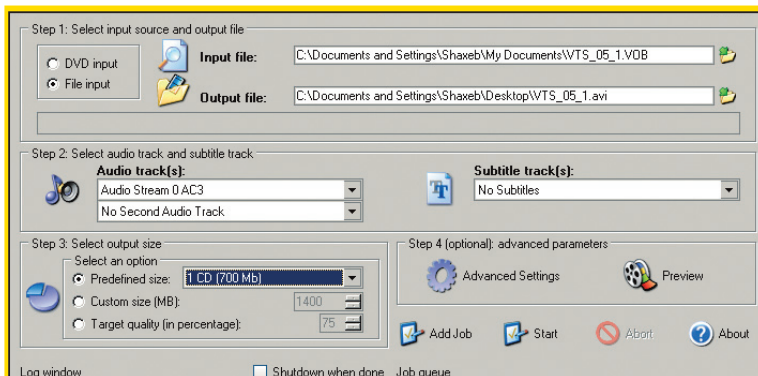 Step 1: Select input source and output file
DVD input
File input
Input file:
C:\Documents and Settings\Shaxeb\My Documents\VTS_05_1.VOB
Output file:
C:\Documents and Settings\Shaxeb\Desktop\VTS_05_1.avi
Step 2: Select audio track and subtitle track
Audio track(s):
Audio Stream 0 AC3
No Second Audio Track
Subtitle track(s):
No Subtitles
Step 3: Select output size
Select an option
Predefined size: 1 CD (700 Mb)
Custom size (MB): 1400
Target quality (in percentage): 75
Step 4 (optional): advanced parameters
Advanced Settings
Preview
Add Job
Start
Abort
About
Log window
Shutdown when done
Job queue